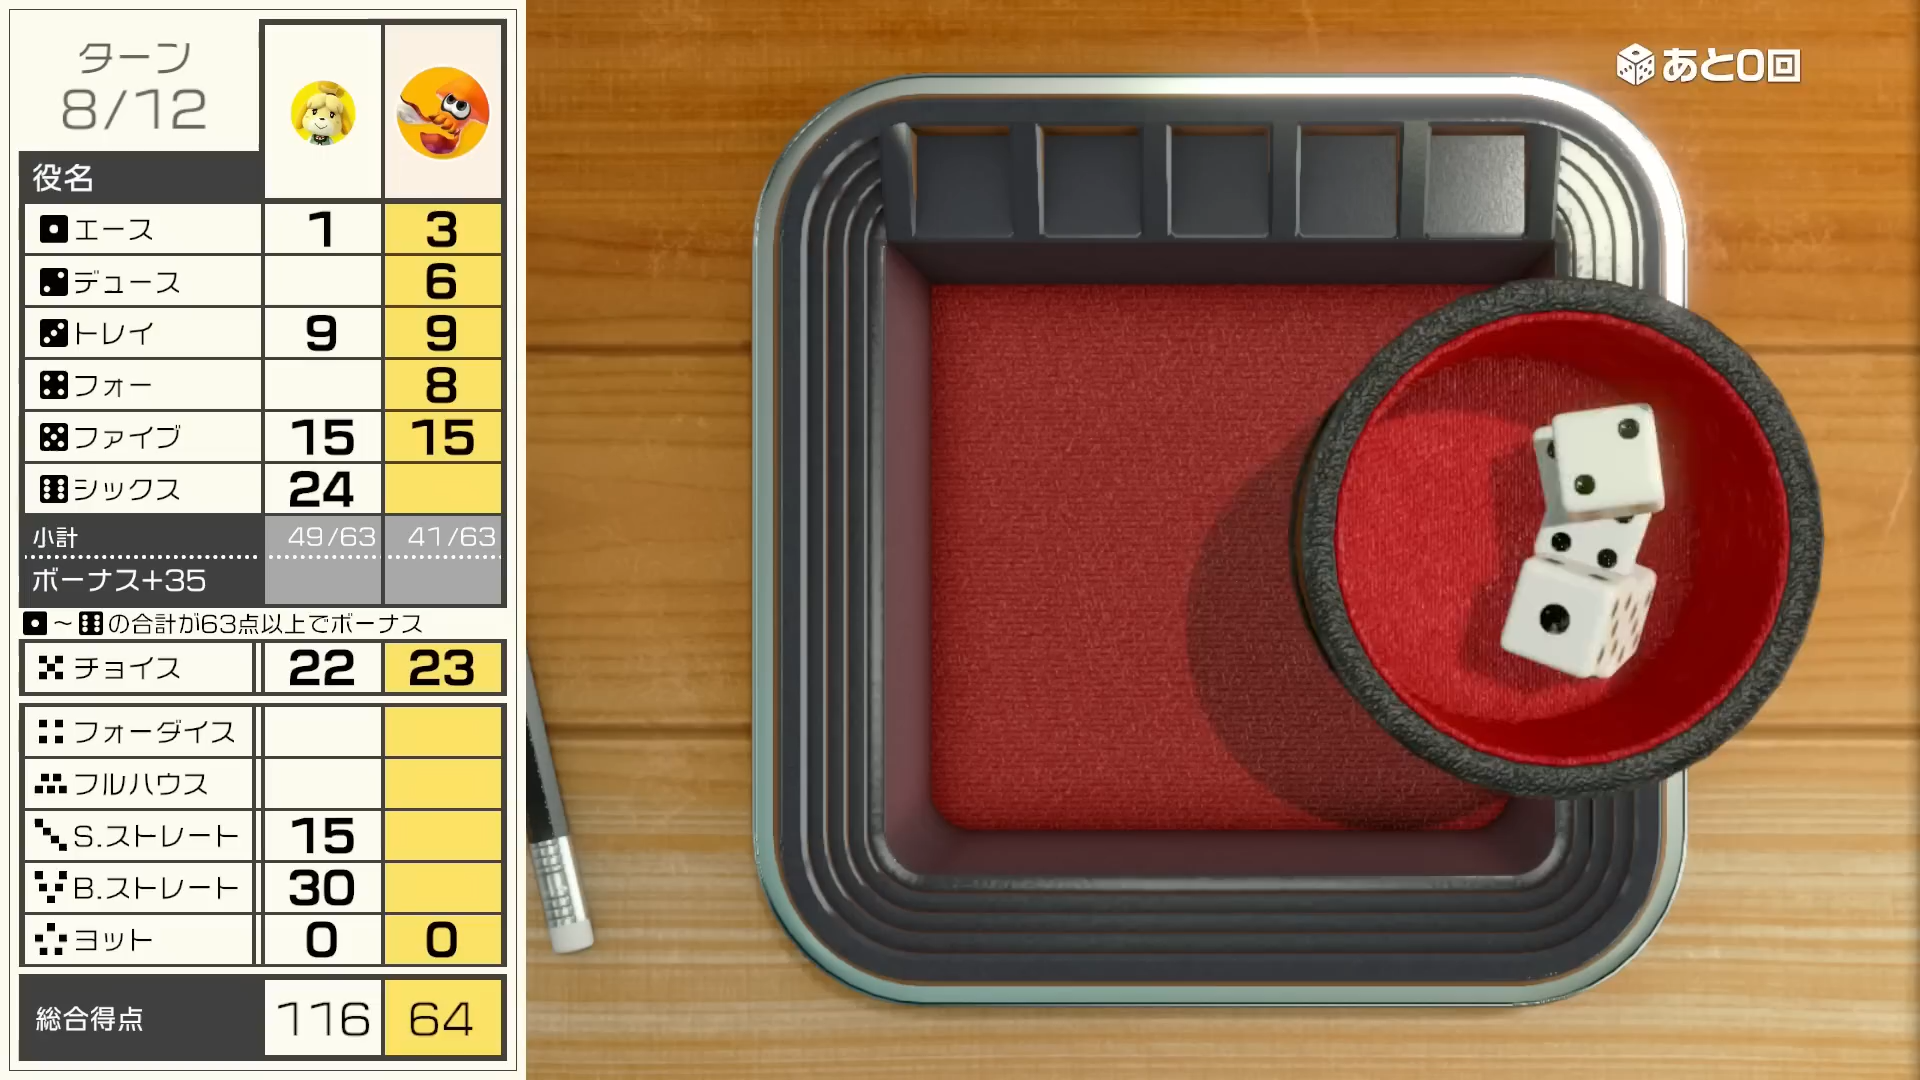 ターン
8/12
役名
エース 1 3
デュース 6
トレイ 9 9
フォー 8
ファイブ 15 15
シックス 24
小計 49/63 41/63
ボーナス+35
～の合計が63点以上でボーナス
チョイス 22 23
フォーダイス
フルハウス
S.ストレート 15
B.ストレート 30
ヨット 0 0
総合得点 116 64
あと0回